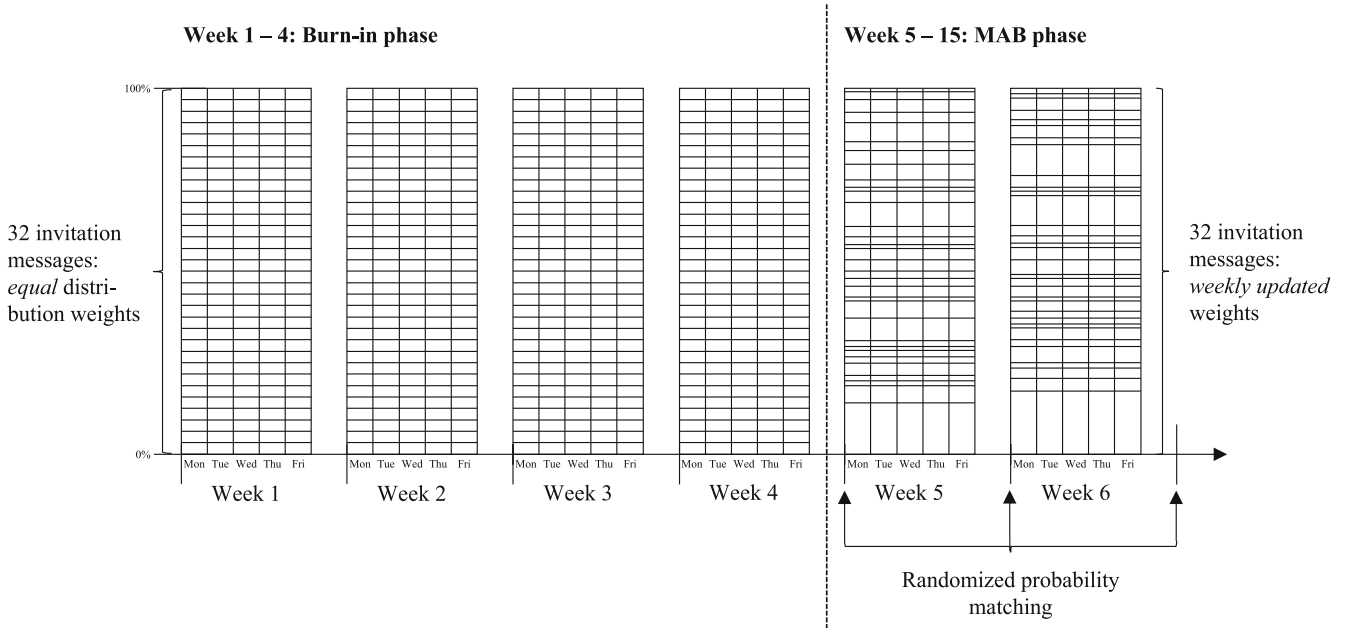 Week 1 – 4: Burn-in phase
Week 5 – 15: MAB phase
100%
32 invitation
messages:
equal distri-
bution weights
32 invitation
messages:
weekly updated
weights
0%
Mon Tue Wed Thu Fri
Mon Tue Wed Thu Fri
Mon Tue Wed Thu Fri
Mon Tue Wed Thu Fri
Mon Tue Wed Thu Fri
Mon Tue Wed Thu Fri
Week 1
Week 2
Week 3
Week 4
Week 5
Week 6
Randomized probability
matching